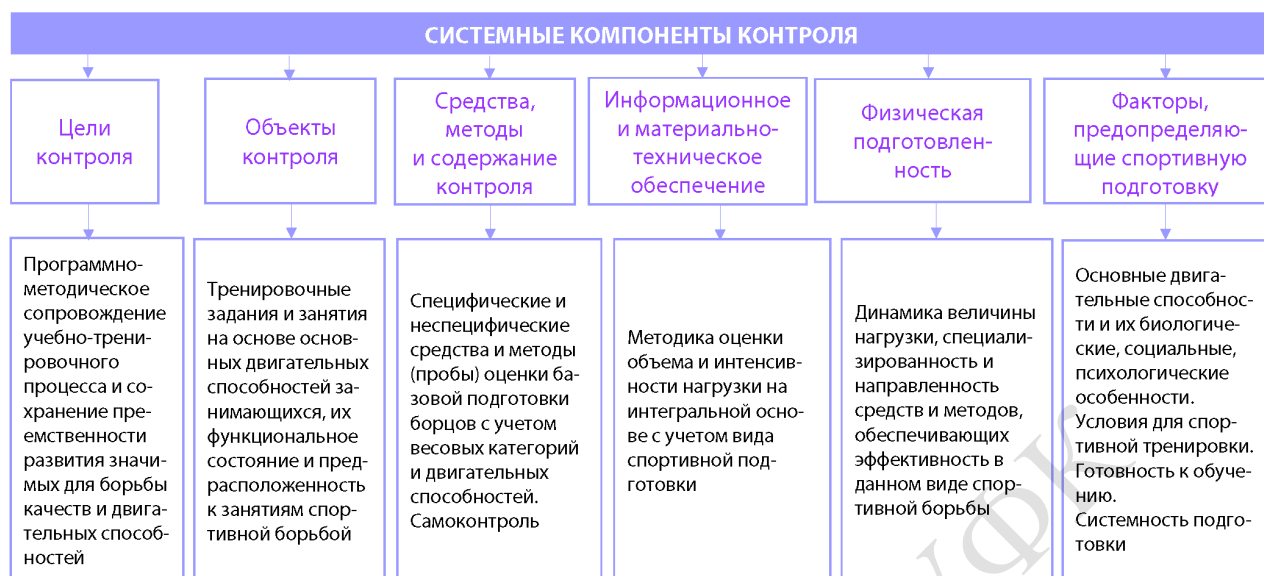 СИСТЕМНЫЕ КОМПОНЕНТЫ КОНТРОЛЯ
Цели
контроля
Объекты
контроля
Средства,
методы
и содержание
контроля
Информационное
и материально-
техническое
обеспечение
Физическая
подготовлен-
ность
Факторы,
предопределяю-
щие спортивную
подготовку
Программно-
методическое
сопровождение
учебно-трени-
ровочного
процесса и со-
хранение пре-
емственности
развития значи-
мых для борьбы
качеств и двига-
тельных способ-
ностей
Тренировочные
задания и занятия
на основе основ-
ных двигательных
способностей за-
нимающихся, их
функциональное
состояние и пред-
расположенность
к занятиям спор-
тивной борьбой
Специфические и
неспецифические
средства и методы
(пробы) оценки ба-
зовой подготовки
борцов с учетом
весовых категорий
и двигательных
способностей.
Самоконтроль
Методика оценки
объема и интенсив-
ности нагрузки на
интегральной осно-
ве с учетом вида
спортивной под-
готовки
Динамика величины
нагрузки, специали-
зированность и
направленность
средств и методов,
обеспечивающих
эффективность в
данном виде спор-
тивной борьбы
Основные двига-
тельные способнос-
ти и их биологиче-
ские, социальные,
психологические
особенности.
Условия для спор-
тивной тренировки.
Готовность к обуче-
нию.
Системность подго-
товки
УФК